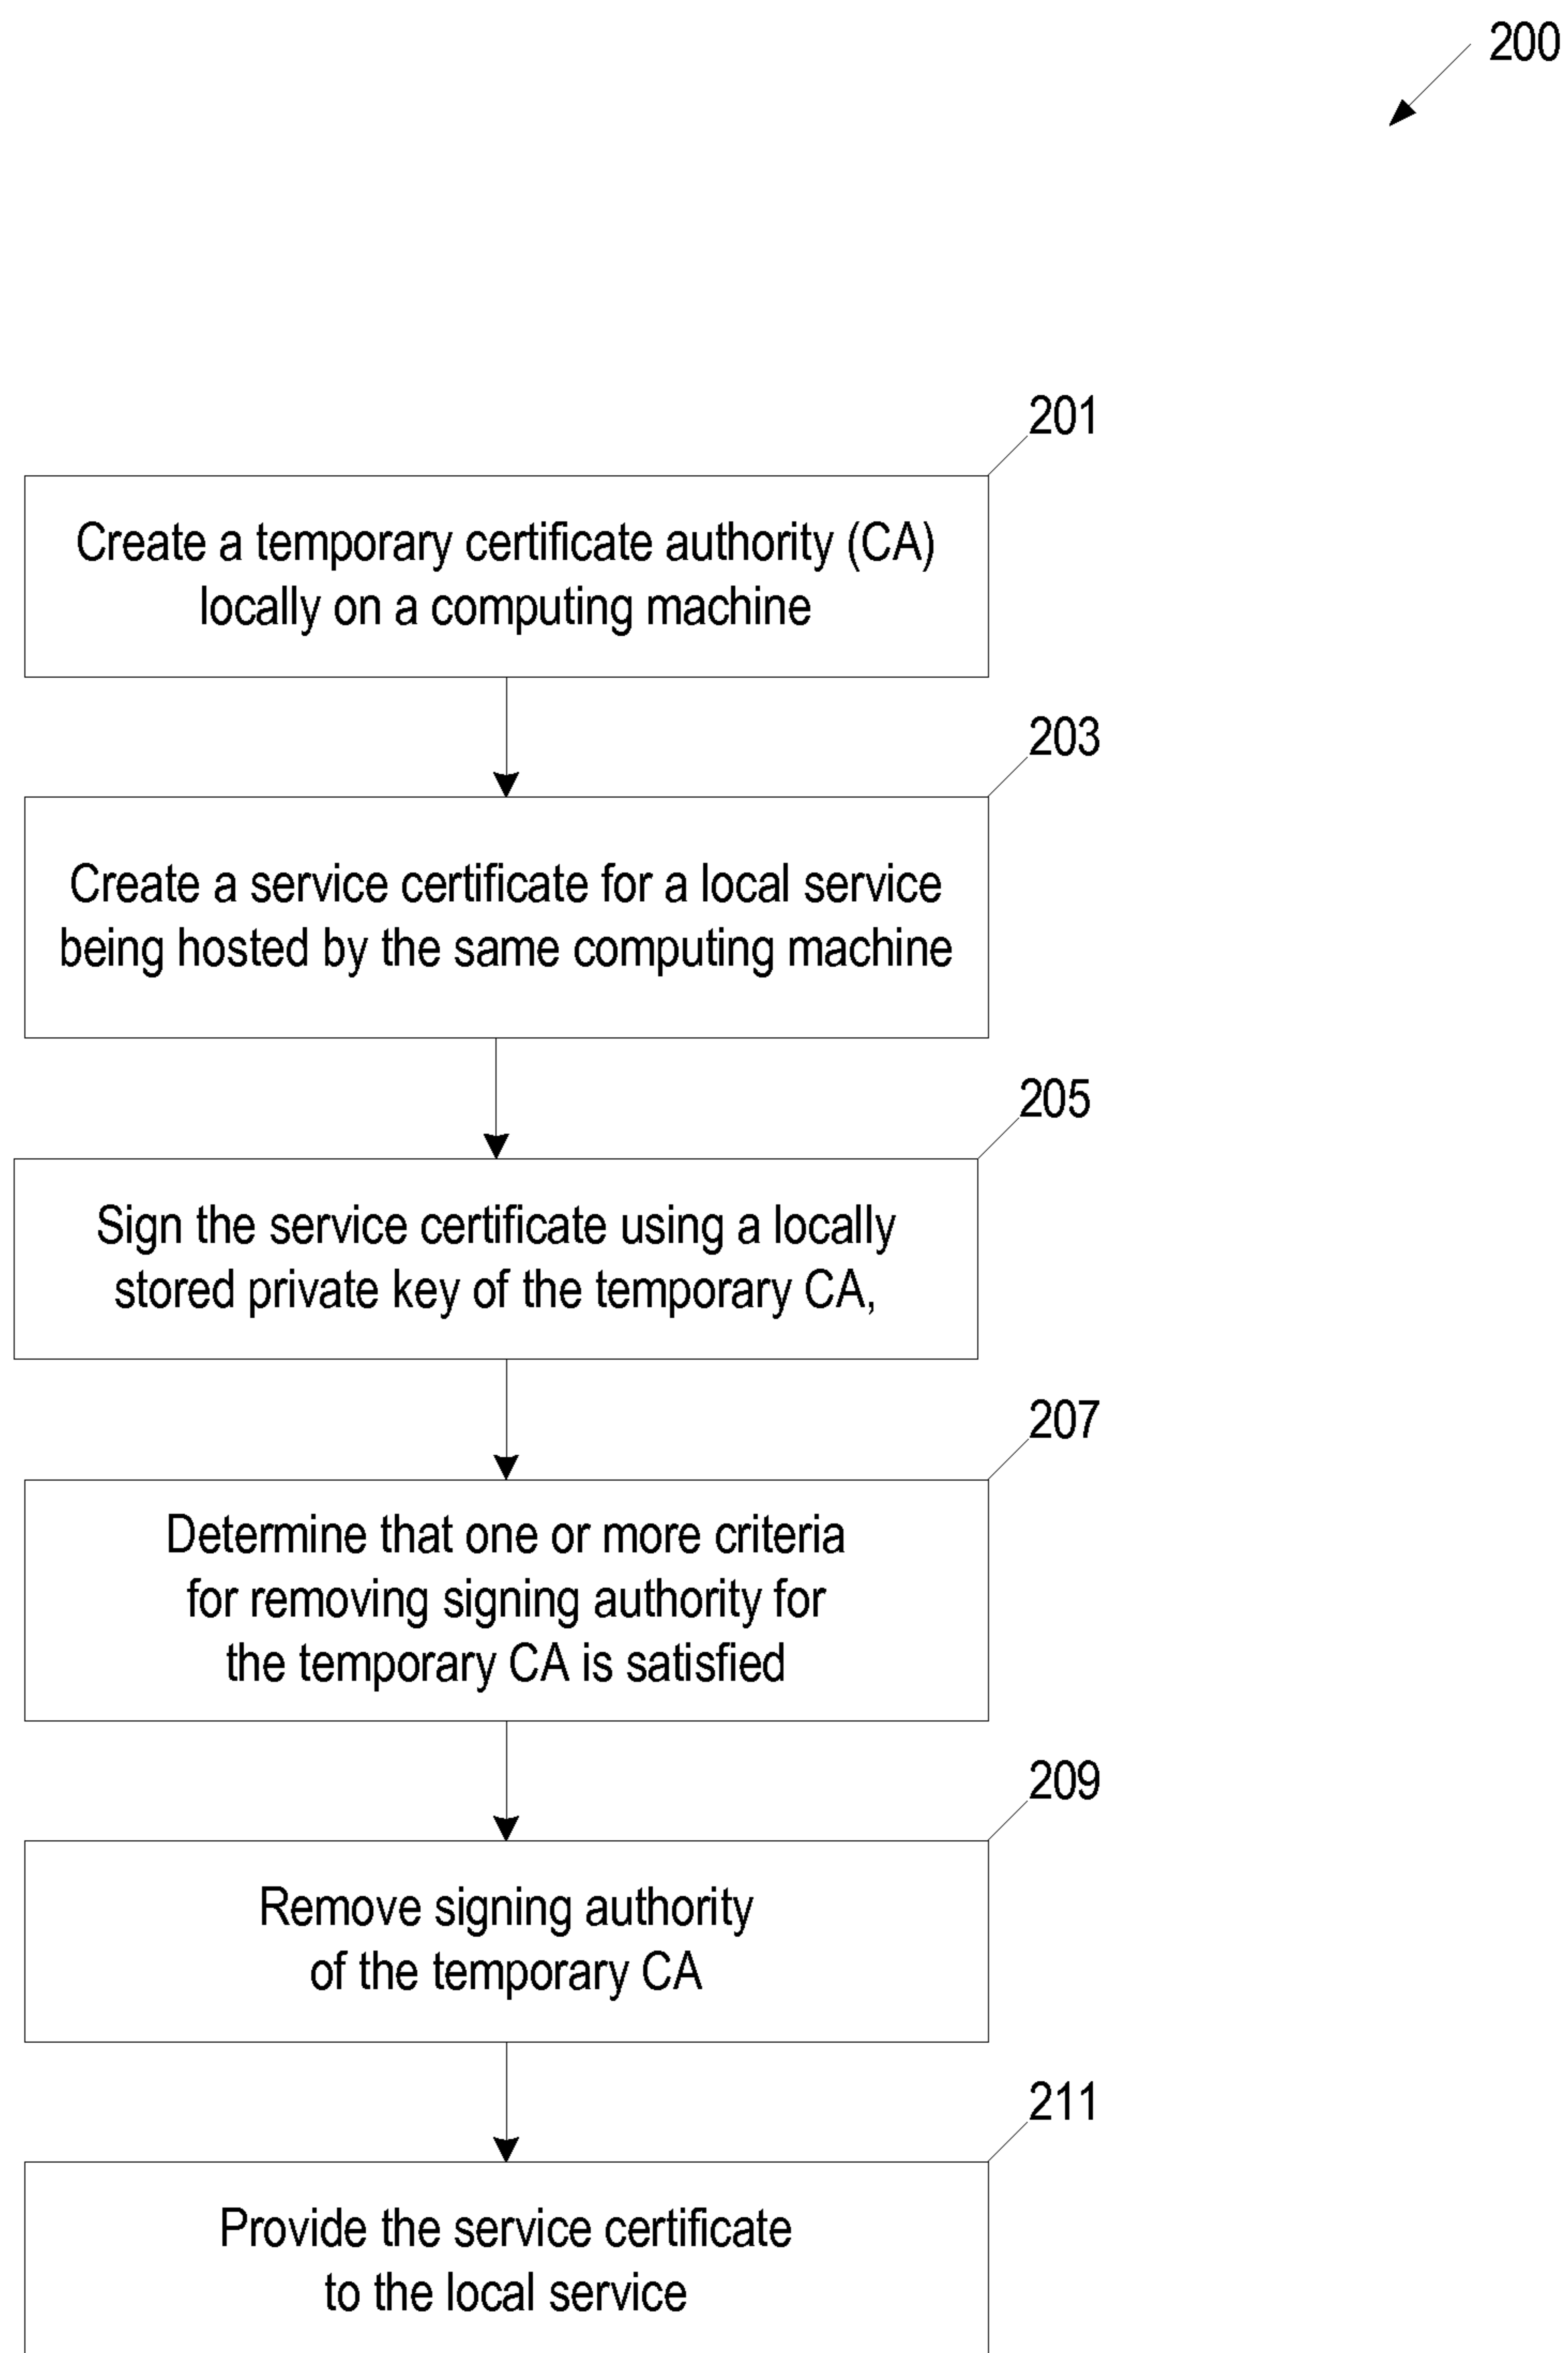 200
201
Create a temporary certificate authority (CA)
locally on a computing machine
203
Create a service certificate for a local service
being hosted by the same computing machine
205
Sign the service certificate using a locally
stored private key of the temporary CA,
207
Determine that one or more criteria
for removing signing authority for
the temporary CA is satisfied
209
Remove signing authority
of the temporary CA
211
Provide the service certificate
to the local service